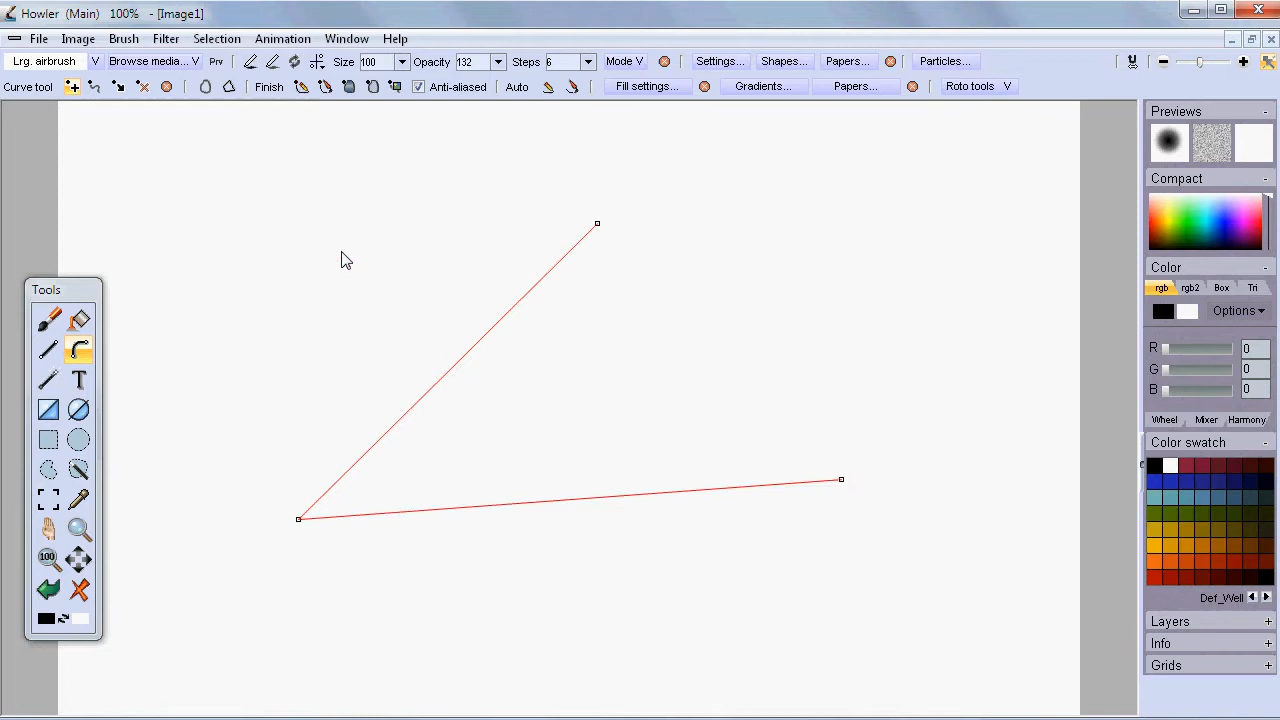 Howler (Main) 100% - [Image1]
File Image Brush Filter Selection Animation Window Help
Lrg. airbrush V Browse media... V Prv Size 100 Opacity 132 Steps 6 Mode V Settings... Shapes... Papers... Particles...
Curve tool Finish Anti-aliased Auto Fill settings... Gradients... Papers... Roto tools V
Previews -
Compact -
Color -
rgb rgb2 Box Tri
Options
R 0
G 0
B 0
Wheel Mixer Harmony
Color swatch -
Def_Well
Layers +
Info +
Grids +
Tools
T
100